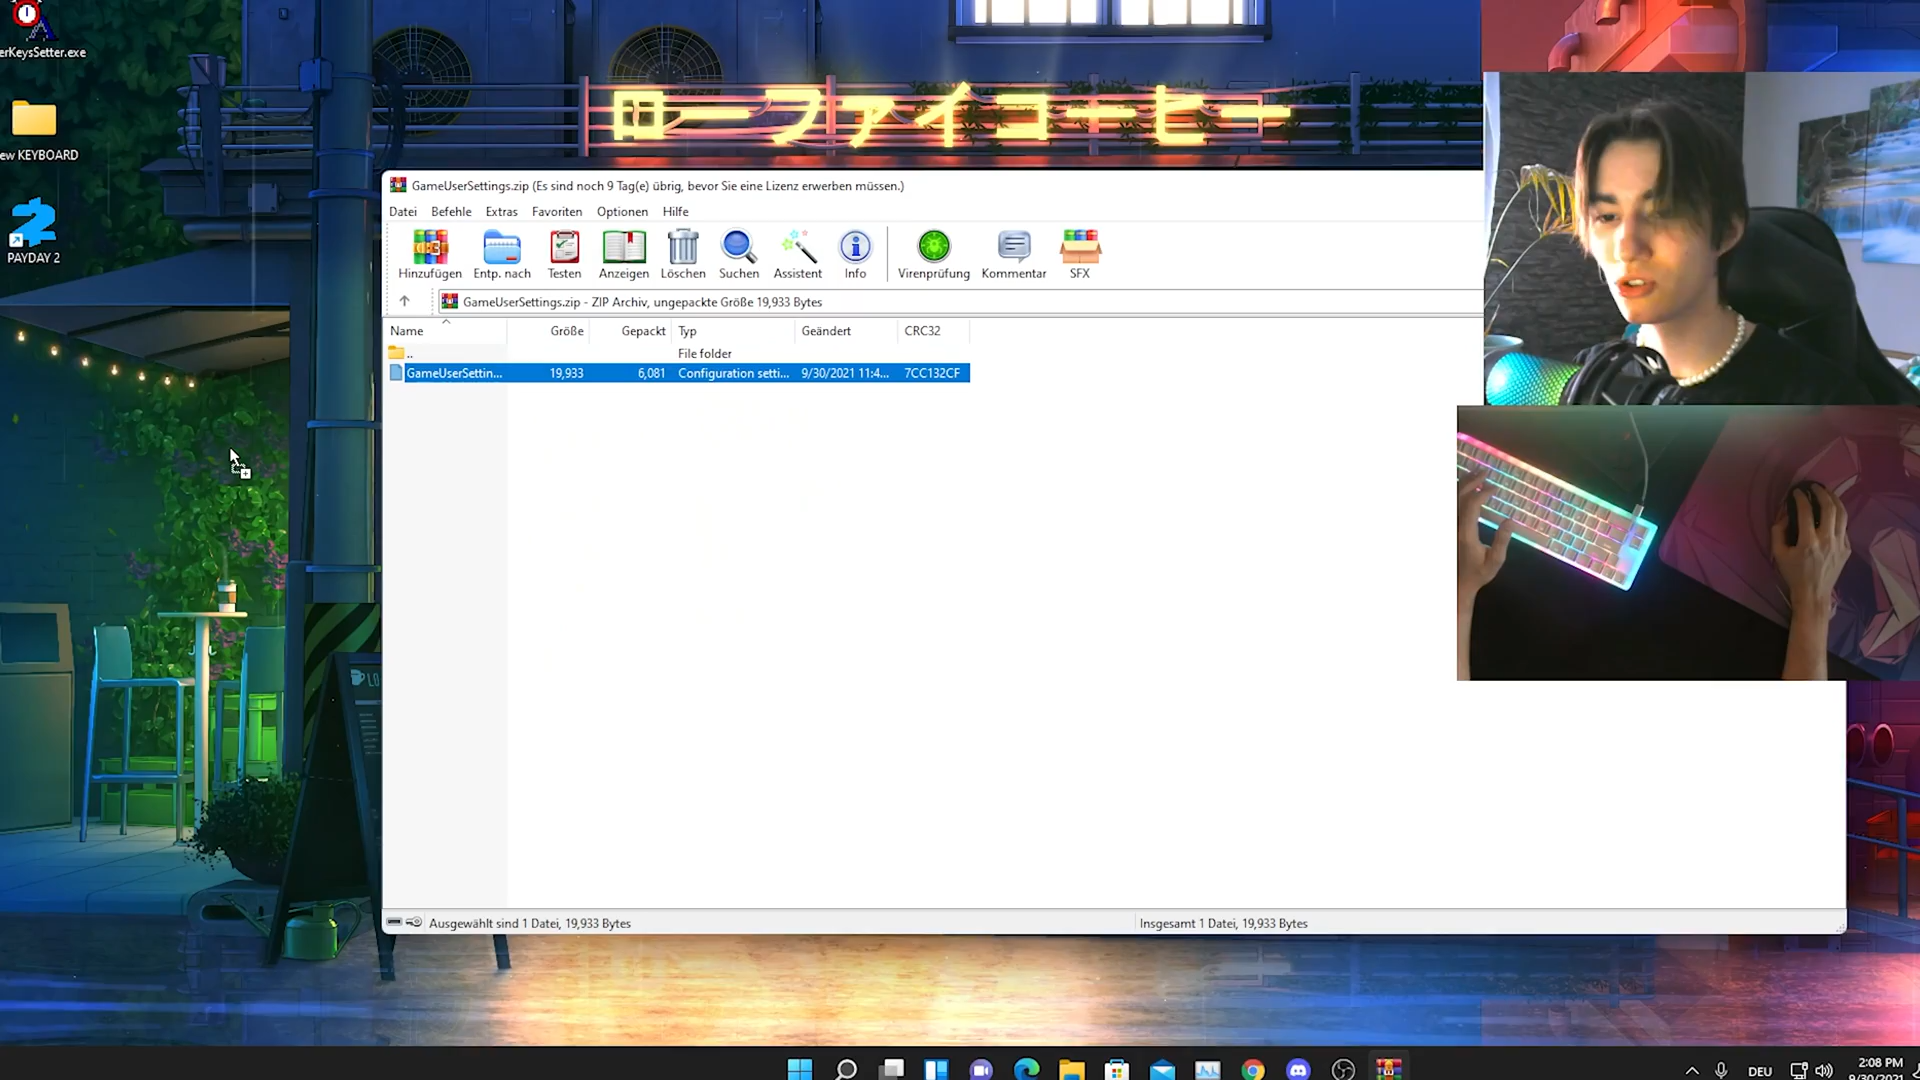 erKeysSetter.exe
ew KEYBOARD
PAYDAY 2
ローファイコーヒー
GameUserSettings.zip (Es sind noch 9 Tag(e) übrig, bevor Sie eine Lizenz erwerben müssen.)
Datei Befehle Extras Favoriten Optionen Hilfe
Hinzufügen Entp. nach Testen Anzeigen Löschen Suchen Assistent Info Virenprüfung Kommentar SFX
GameUserSettings.zip - ZIP Archiv, ungepackte Größe 19,933 Bytes
Name Größe Gepackt Typ Geändert CRC32
.. File folder
GameUserSettin... 19,933 6,081 Configuration setti... 9/30/2021 11:4... 7CC132CF
LO
Ausgewählt sind 1 Datei, 19,933 Bytes
Insgesamt 1 Datei, 19,933 Bytes
DEU
2:08 PM
9/30/2021